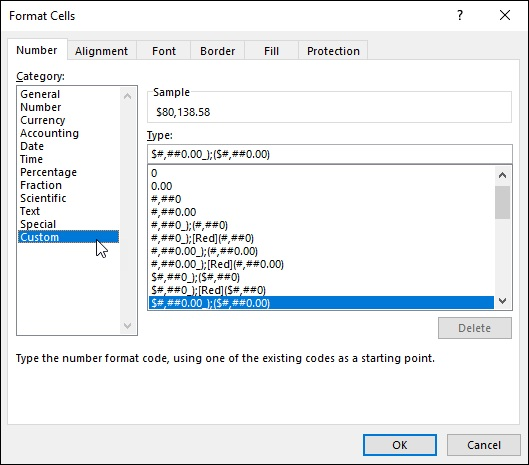 Format Cells
?
Number Alignment Font Border Fill Protection
Category:
General
Number
Currency
Accounting
Date
Time
Percentage
Fraction
Scientific
Text
Special
Custom
Sample
$80,138.58
Type:
$#,##0.00_);($#,##0.00)
0
0.00
#,##0
#,##0.00
#,##0_);(#,##0)
#,##0_);[Red](#,##0)
#,##0.00_);(#,##0.00)
#,##0.00_);[Red](#,##0.00)
$#,##0_);($#,##0)
$#,##0_);[Red]($#,##0)
$#,##0.00_);($#,##0.00)
Delete
Type the number format code, using one of the existing codes as a starting point.
OK Cancel